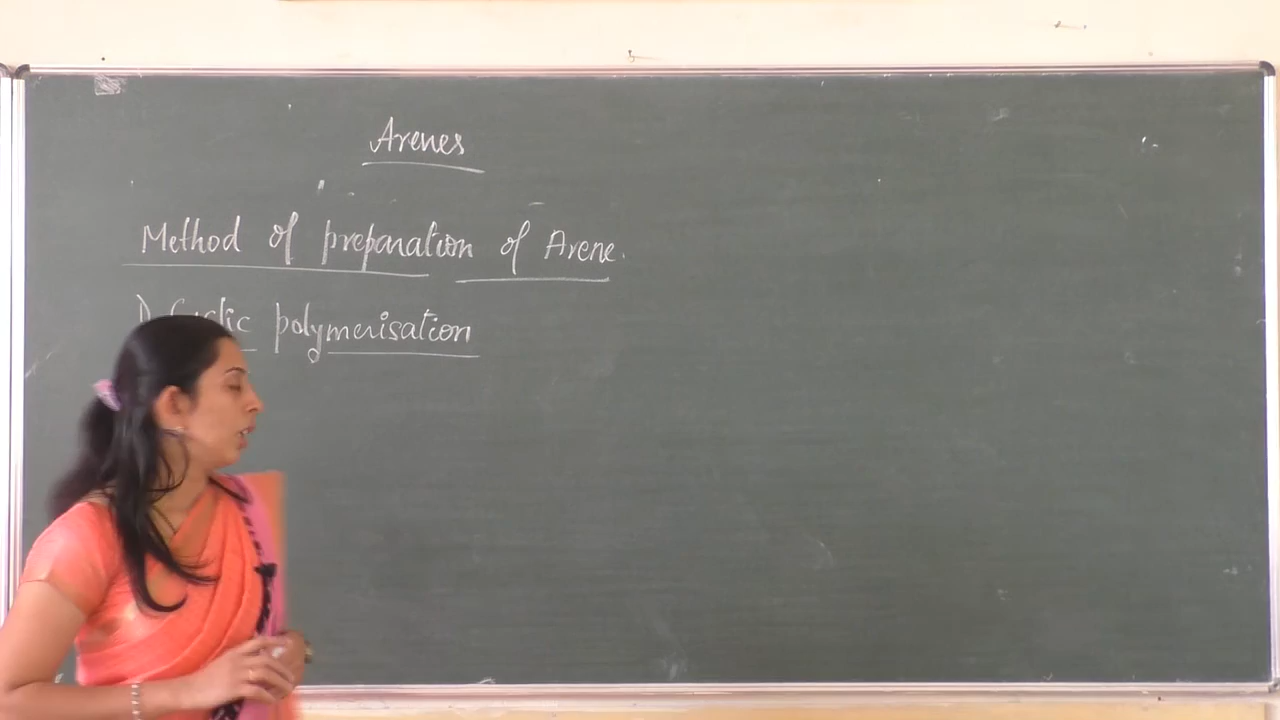 Arenes
Method of preparation of Arene.
1) Cyclic polymerisation